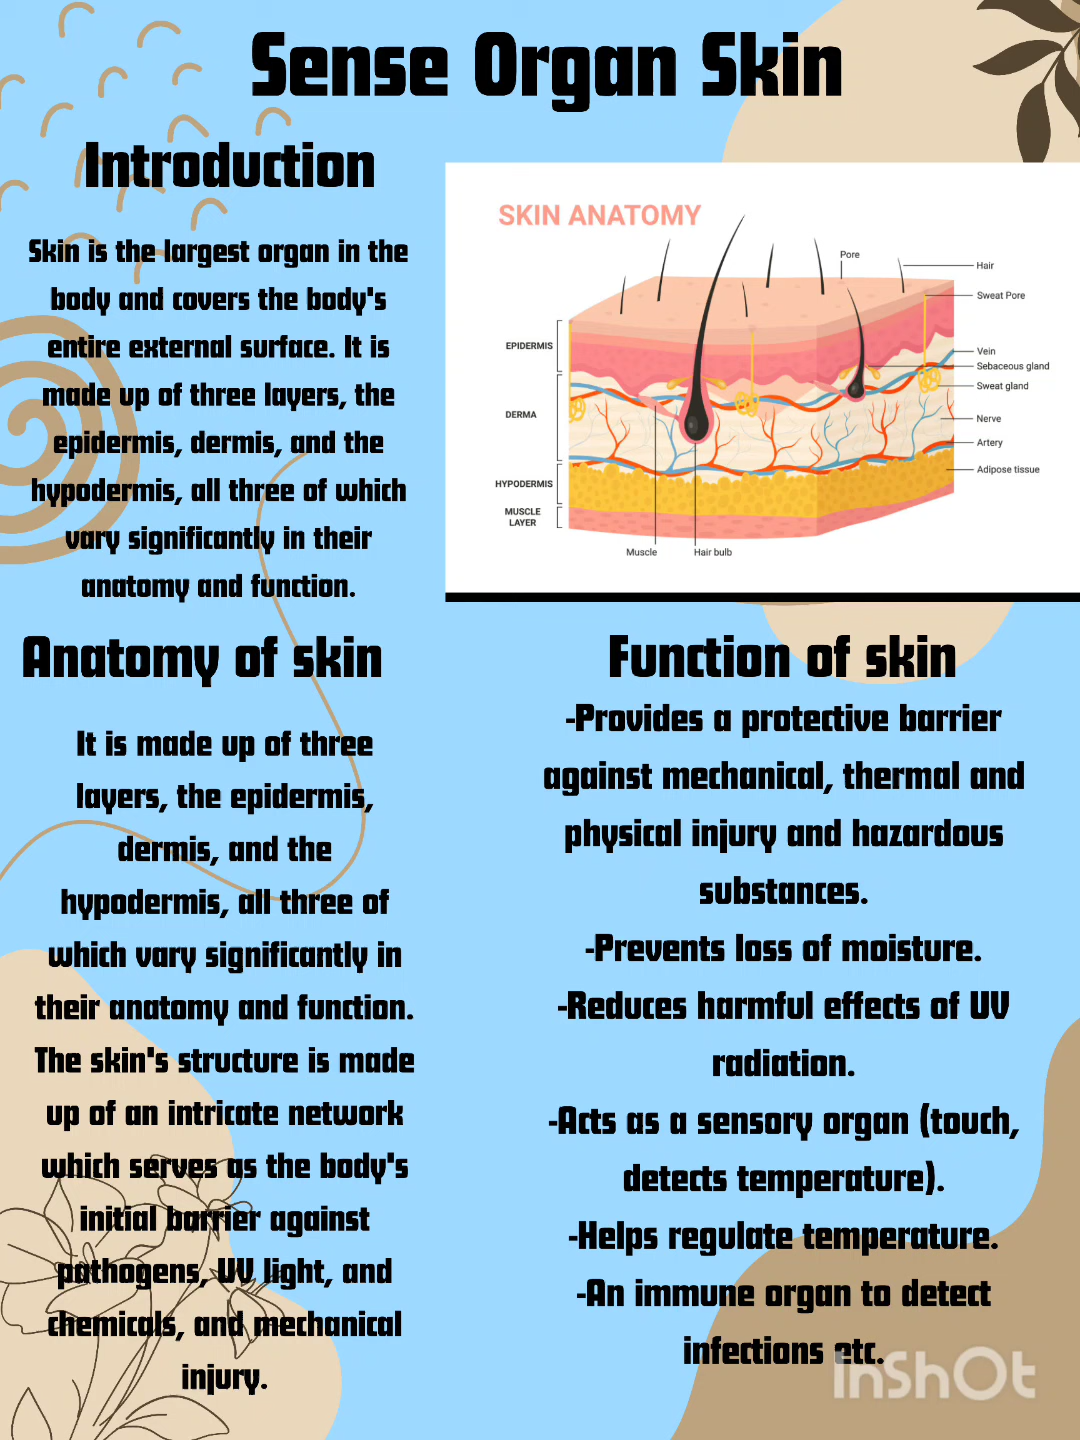 Sense Organ Skin
Introduction
Skin is the largest organ in the
body and covers the body's
entire external surface. It is
made up of three layers, the
epidermis, dermis, and the
hypodermis, all three of which
vary significantly in their
anatomy and function.
SKIN ANATOMY
Pore
Hair
Sweat Pore
EPIDERMIS
Vein
Sebaceous gland
Sweat gland
DERMA
Nerve
Artery
Adipose tissue
HYPODERMIS
MUSCLE
LAYER
Muscle
Hair bulb
Anatomy of skin
It is made up of three
layers, the epidermis,
dermis, and the
hypodermis, all three of
which vary significantly in
their anatomy and function.
The skin's structure is made
up of an intricate network
which serves as the body's
initial barrier against
pathogens, UV light, and
chemicals, and mechanical
injury.
Function of skin
-Provides a protective barrier
against mechanical, thermal and
physical injury and hazardous
substances.
-Prevents loss of moisture.
-Reduces harmful effects of UV
radiation.
-Acts as a sensory organ (touch,
detects temperature).
-Helps regulate temperature.
-An immune organ to detect
infections etc.
InShOt